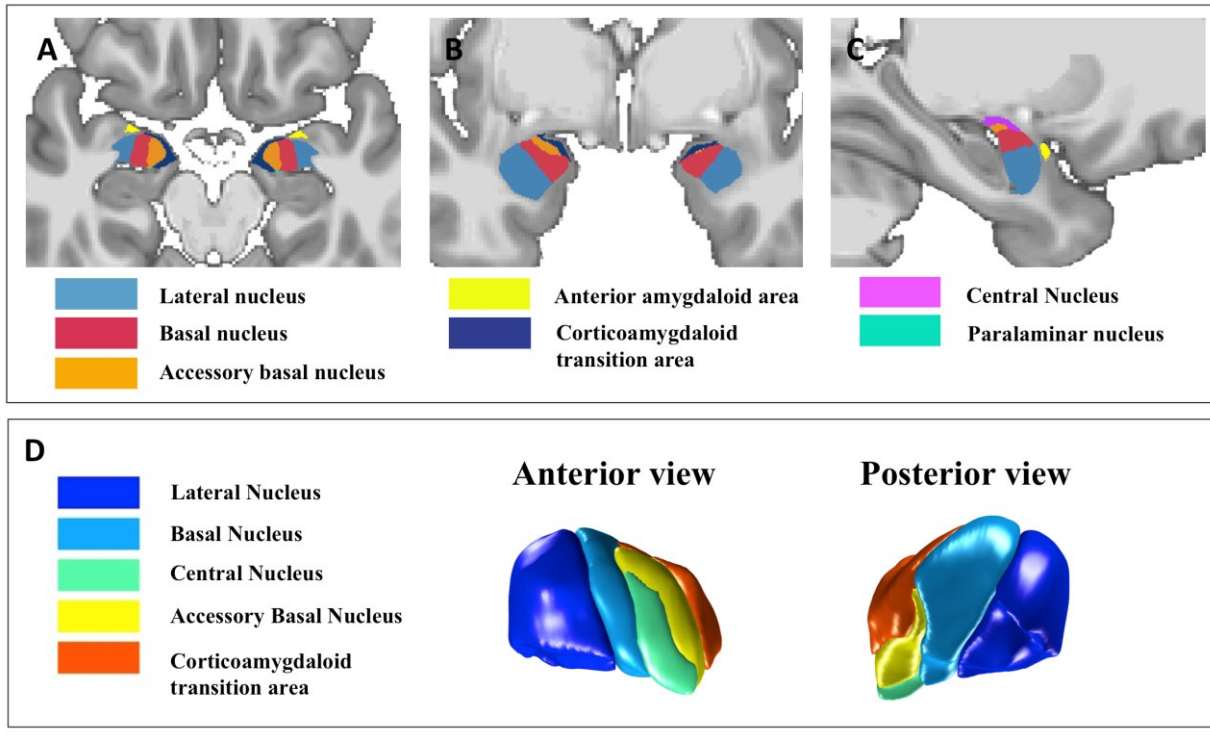 A
B
C
Lateral nucleus
Basal nucleus
Accessory basal nucleus
Anterior amygdaloid area
Corticoamygdaloid
transition area
Central Nucleus
Paralaminar nucleus
D
Lateral Nucleus
Basal Nucleus
Central Nucleus
Accessory Basal Nucleus
Corticoamygdaloid
transition area
Anterior view
Posterior view